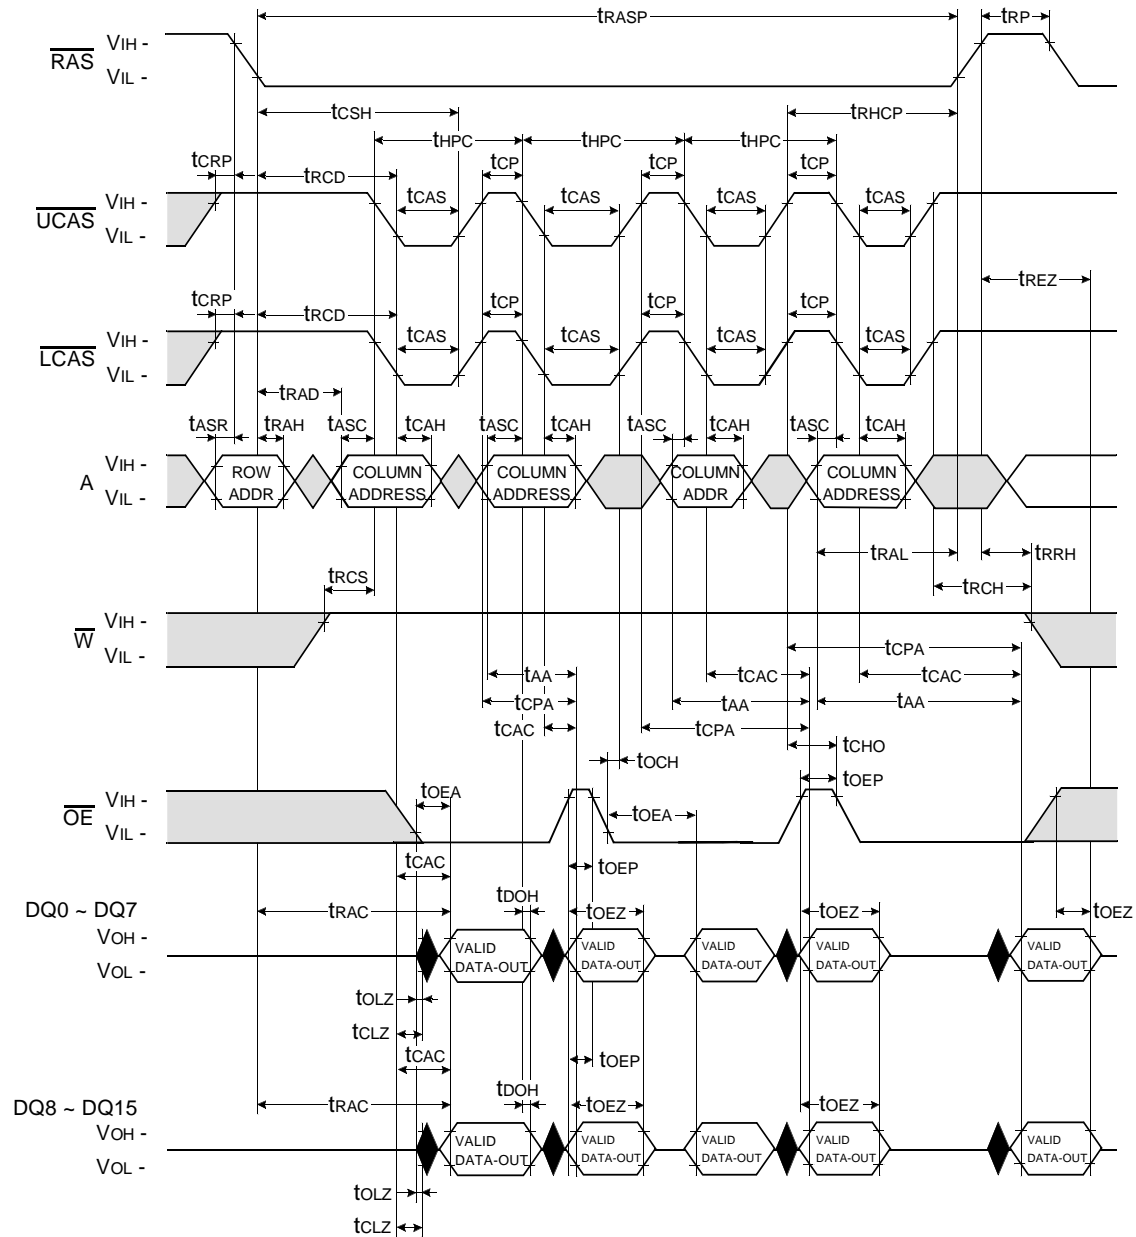 tRASP tRP
RAS VIH -
VIL -
tCSH tRHCP
tHPC tHPC tHPC
tCRP tRCD tCP tCP tCP
UCAS VIH - tCAS tCAS tCAS tCAS
VIL -
tREZ
tCRP tRCD tCP tCP tCP
LCAS VIH - tCAS tCAS tCAS tCAS
VIL -
tRAD
tASR tRAH tASC tCAH tASC tCAH tASC tCAH tASC tCAH
A VIH - ROW COLUMN COLUMN COLUMN COLUMN
VIL - ADDR ADDRESS ADDRESS ADDR ADDRESS
tRAL tRRH
tRCS tRCH
W VIH -
VIL -
tCPA
tAA tCAC tCAC
tCPA tAA tAA
tCAC tCPA
tCHO
tOCH
tOEP
OE VIH - tOEA
VIL - tOEA
tCAC tOEP
DQ0 ~ DQ7 tRAC tDOH tOEZ tOEZ tOEZ
VOH - VALID VALID VALID VALID VALID
VOL - DATA-OUT DATA-OUT DATA-OUT DATA-OUT DATA-OUT
tOLZ
tCLZ
tCAC tOEP
tDOH
DQ8 ~ DQ15 tRAC tOEZ tOEZ
VOH - VALID VALID VALID VALID VALID
VOL - DATA-OUT DATA-OUT DATA-OUT DATA-OUT DATA-OUT
tOLZ
tCLZ